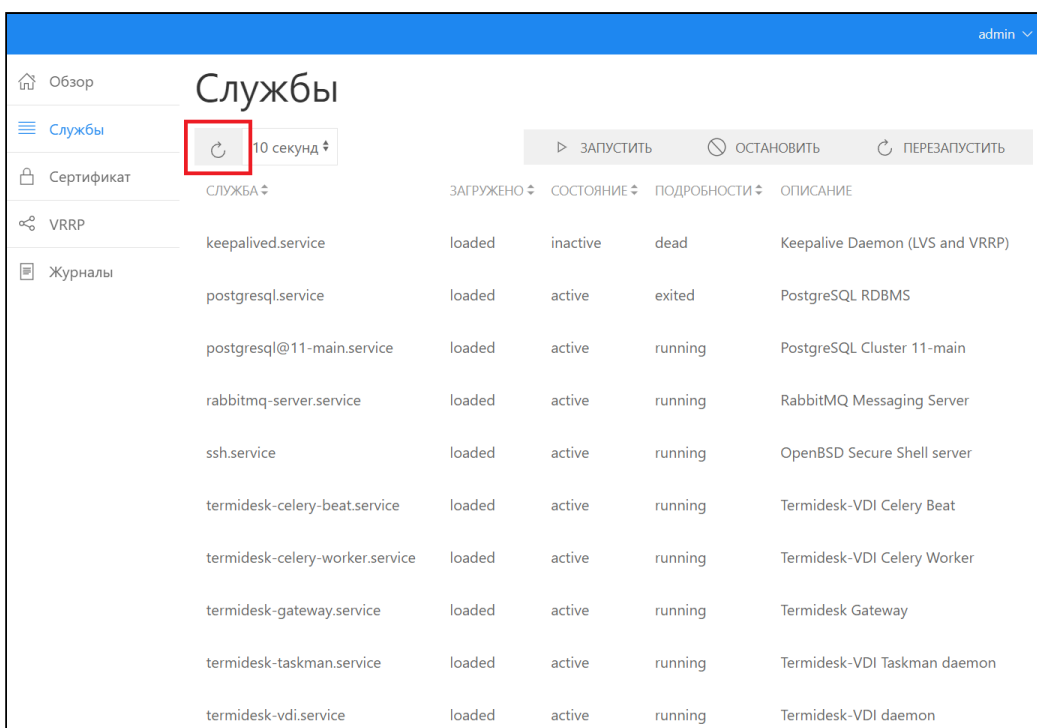 admin
Обзор
Службы
Сертификат
VRRP
Журналы
Службы
10 секунд
ЗАПУСТИТЬ ОСТАНОВИТЬ ПЕРЕЗАПУСТИТЬ
СЛУЖБА ЗАГРУЖЕНО СОСТОЯНИЕ ПОДРОБНОСТИ ОПИСАНИЕ
keepalived.service loaded inactive dead Keepalive Daemon (LVS and VRRP)
postgresql.service loaded active exited PostgreSQL RDBMS
postgresql@11-main.service loaded active running PostgreSQL Cluster 11-main
rabbitmq-server.service loaded active running RabbitMQ Messaging Server
ssh.service loaded active running OpenBSD Secure Shell server
termidesk-celery-beat.service loaded active running Termidesk-VDI Celery Beat
termidesk-celery-worker.service loaded active running Termidesk-VDI Celery Worker
termidesk-gateway.service loaded active running Termidesk Gateway
termidesk-taskman.service loaded active running Termidesk-VDI Taskman daemon
termidesk-vdi.service loaded active running Termidesk-VDI daemon